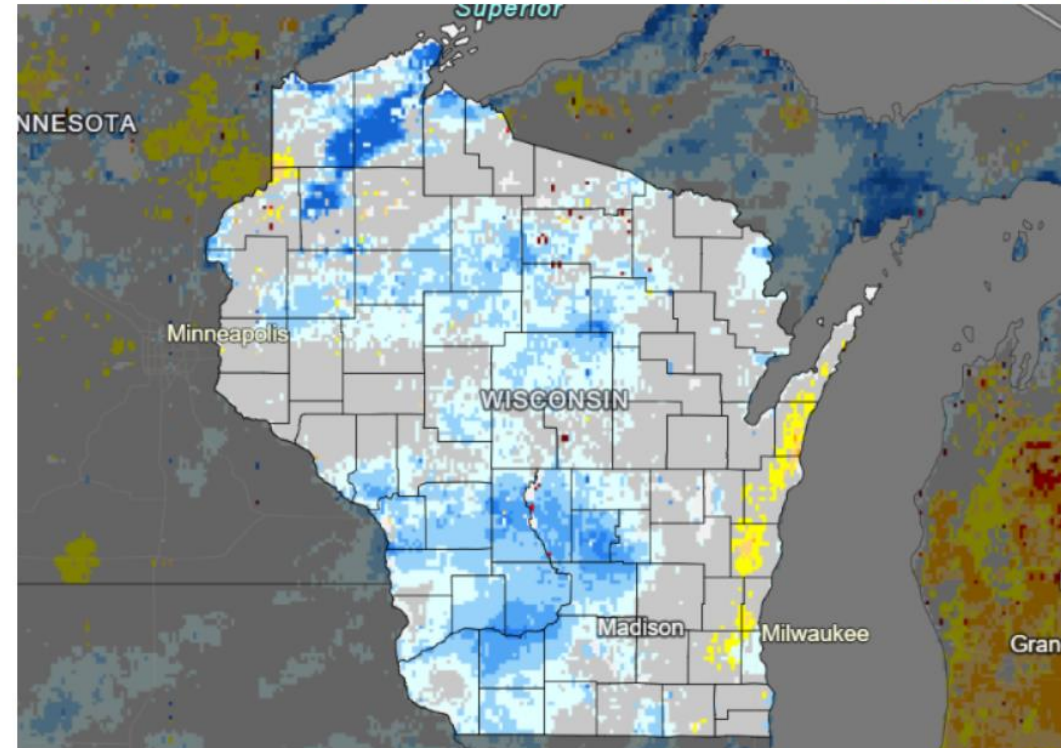 Superior
NNESOTA
Minneapolis
WISCONSIN
Madison
Milwaukee
Gran